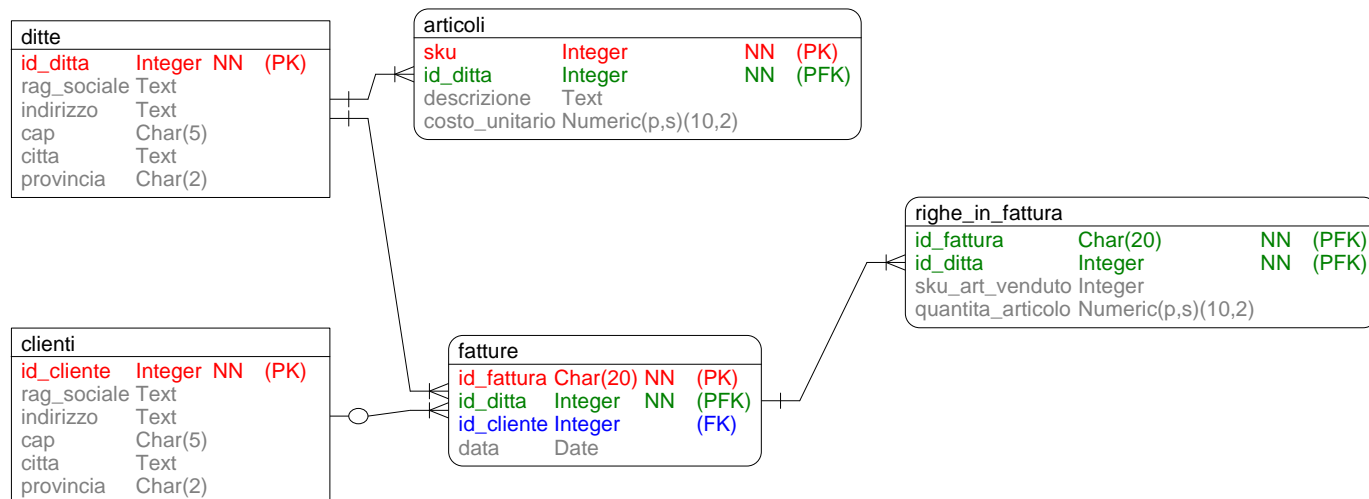 ditte
id_ditta Integer NN (PK)
rag_sociale Text
indirizzo Text
cap Char(5)
citta Text
provincia Char(2)
articoli
sku Integer NN (PK)
id_ditta Integer NN (PFK)
descrizione Text
costo_unitario Numeric(p,s)(10,2)
righe_in_fattura
id_fattura Char(20) NN (PFK)
id_ditta Integer NN (PFK)
sku_art_venduto Integer
quantita_articolo Numeric(p,s)(10,2)
clienti
id_cliente Integer NN (PK)
rag_sociale Text
indirizzo Text
cap Char(5)
citta Text
provincia Char(2)
fatture
id_fattura Char(20) NN (PK)
id_ditta Integer NN (PFK)
id_cliente Integer (FK)
data Date